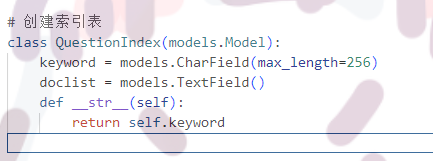 # 创建索引表
class QuestionIndex(models.Model):
    keyword = models.CharField(max_length=256)
    doclist = models.TextField()
    def __str__(self):
        return self.keyword